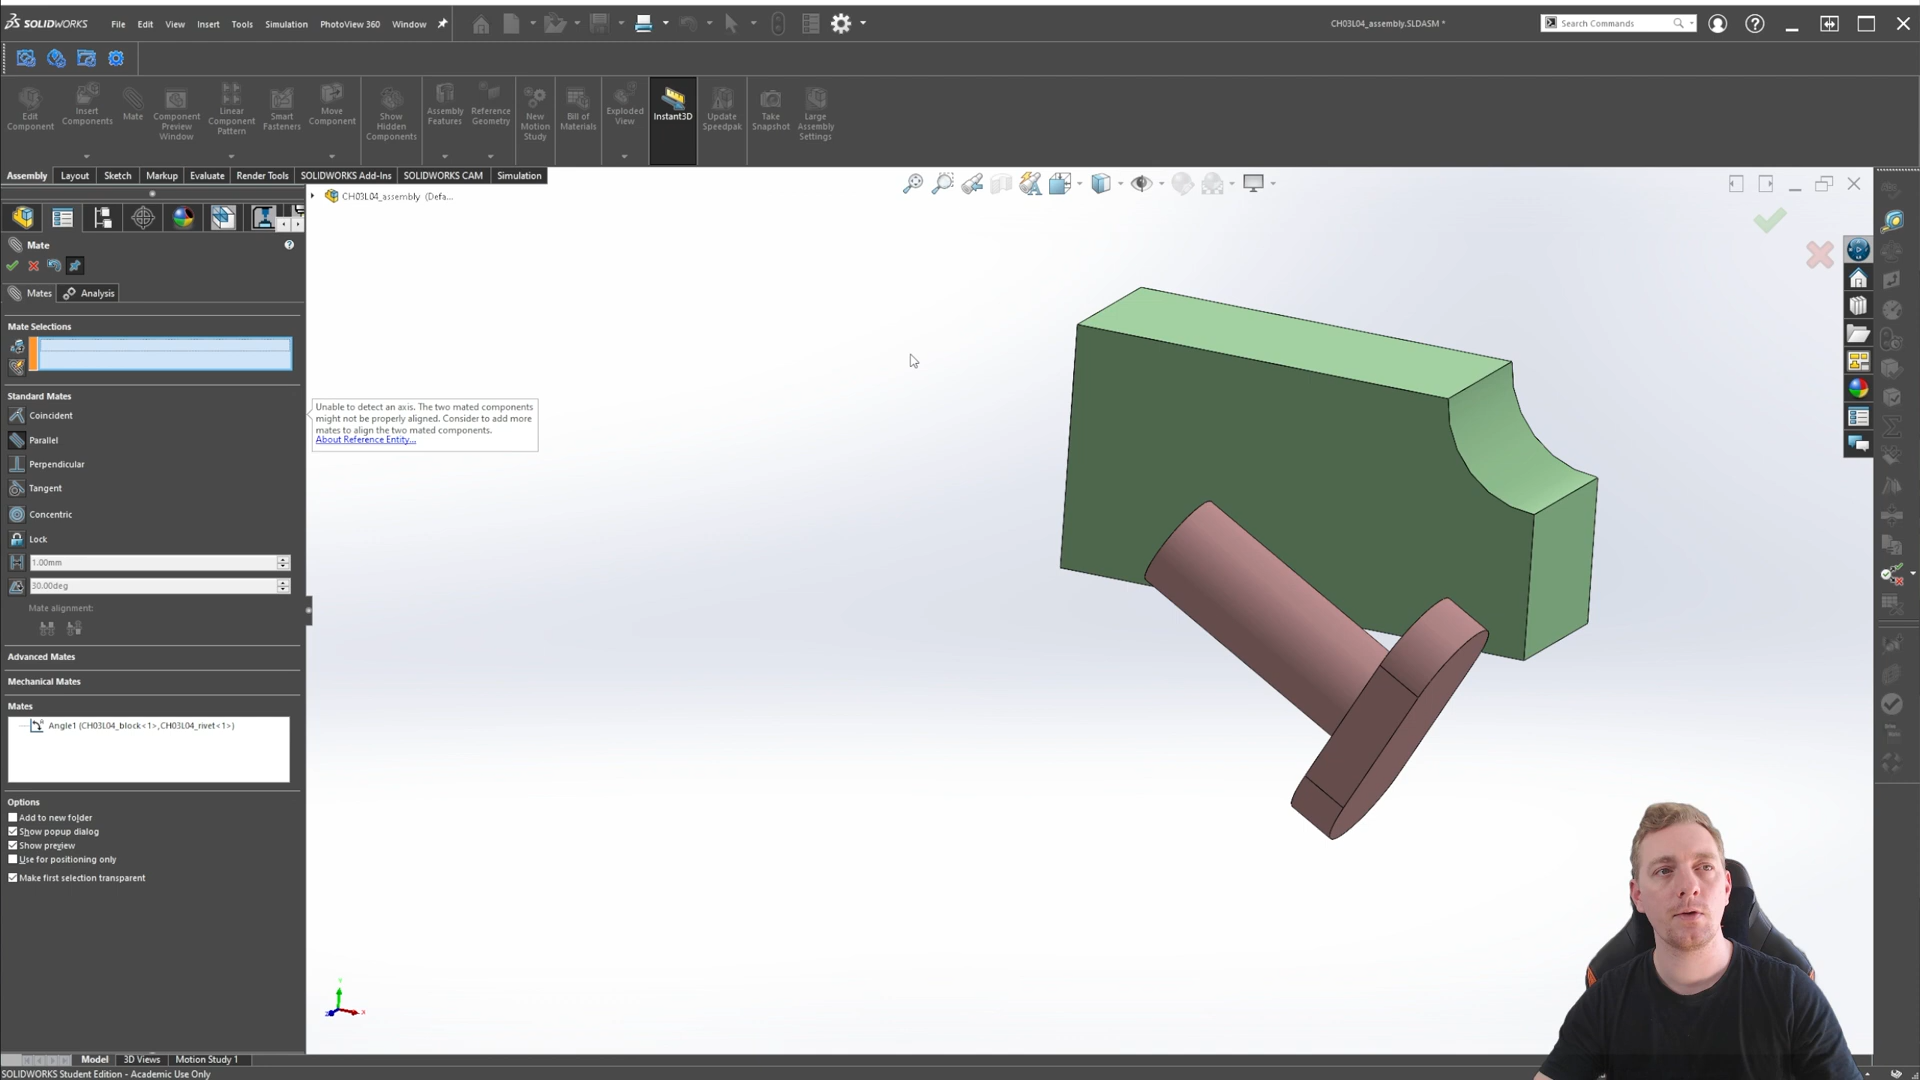 SOLIDWORKS
File
Edit
View
Insert
Tools
Simulation
PhotoView 360
Window
CH03L04_assembly.SLDASM *
Search Commands
Edit
Component
Insert
Components
Mate
Component
Preview
Window
Linear
Component
Pattern
Smart
Fasteners
Move
Component
Show
Hidden
Components
Assembly
Features
Reference
Geometry
New
Motion
Study
Bill of
Materials
Exploded
View
Instant3D
Update
Speedpak
Take
Snapshot
Large
Assembly
Settings
Assembly
Layout
Sketch
Markup
Evaluate
Render Tools
SOLIDWORKS Add-Ins
SOLIDWORKS CAM
Simulation
CH03L04_assembly (Defa...
Mate
Mates
Analysis
Mate Selections
Standard Mates
Coincident
Parallel
Perpendicular
Tangent
Concentric
Lock
1.00mm
30.00deg
Mate alignment:
Unable to detect an axis. The two mated components
might not be properly aligned. Consider to add more
mates to align the two mated components.
About Reference Entity...
Advanced Mates
Mechanical Mates
Mates
Angle1 (CH03L04_block<1>,CH03L04_rivet<1>)
Options
Add to new folder
Show popup dialog
Show preview
Use for positioning only
Make first selection transparent
Model
3D Views
Motion Study 1
SOLIDWORKS Student Edition - Academic Use Only